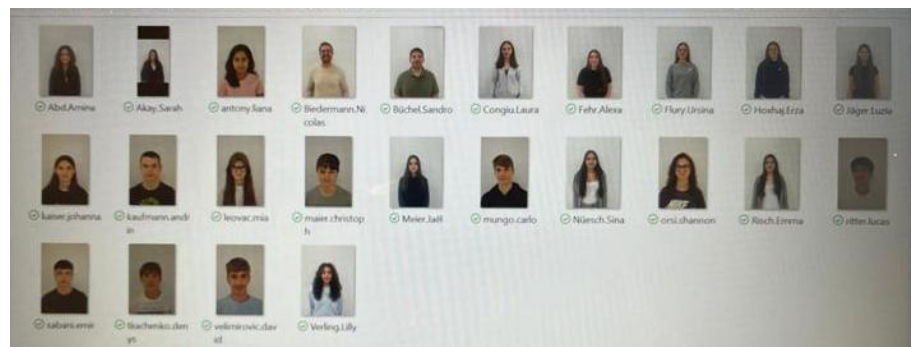 Abd.Amina
Akay.Sarah
antony.liana
Biedermann.Ni
colas
Büchel.Sandro
Congiu.Laura
Fehr.Alexa
Flury.Ursina
Hoxhaj.Erza
Jäger.Luzie
kaiser.johanna
kaufmann.andr
in
leovac.mia
maier.christop
h
Meier.Jaël
mungo.carlo
Nüesch.Sina
orsi.shannon
Risch.Emma
ritter.lucas
sabani.emir
tkachenko.den
ys
velimirovic.dav
id
Verling.Lilly